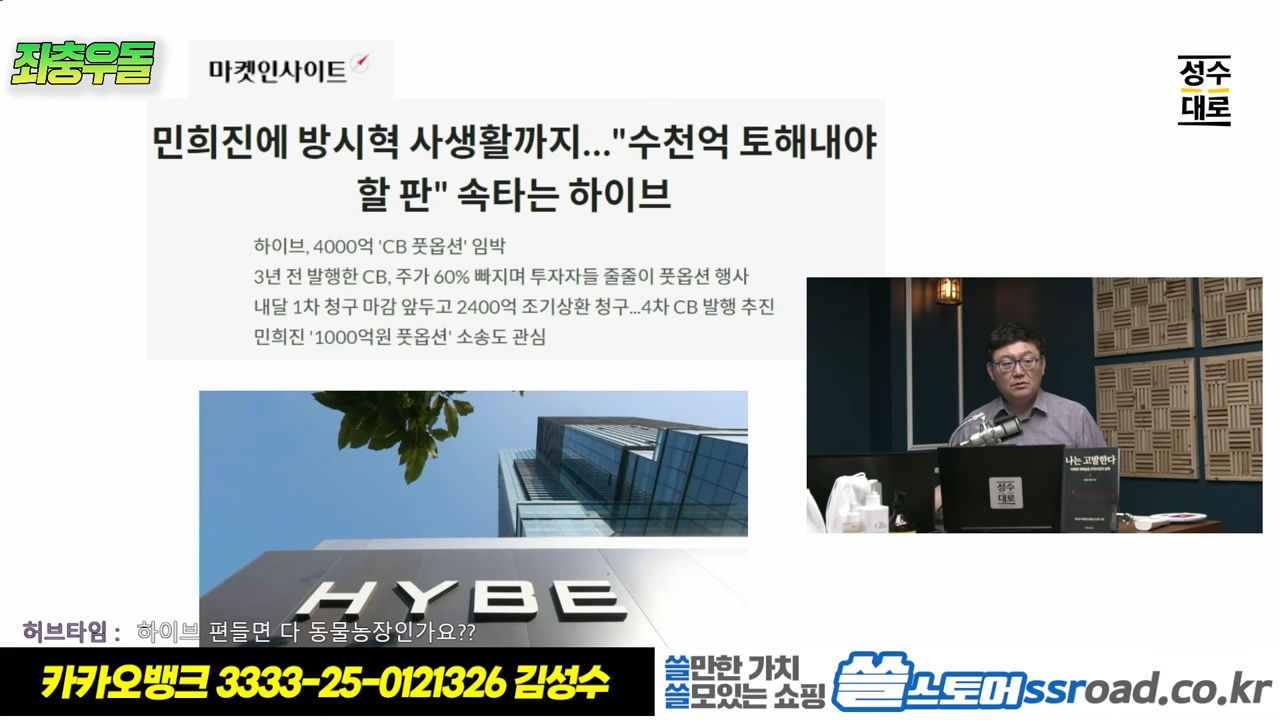 좌충우돌
마켓인사이트
성수
대로
민희진에 방시혁 사생활까지..."수천억 토해내야
할 판" 속타는 하이브
하이브, 4000억 'CB 풋옵션' 임박
3년 전 발행한 CB, 주가 60% 빠지며 투자자들 줄줄이 풋옵션 행사
내달 1차 청구 마감 앞두고 2400억 조기상환 청구...4차 CB 발행 추진
민희진 '1000억원 풋옵션' 소송도 관심
나는 고발한다
성수
대로
HYBE
허브타임 : 하이브 편들면 다 동물농장인가요??
카카오뱅크 3333-25-0121326 김성수
쓸만한 가치
쓸모있는 쇼핑
쓸스토어ssroad.co.kr